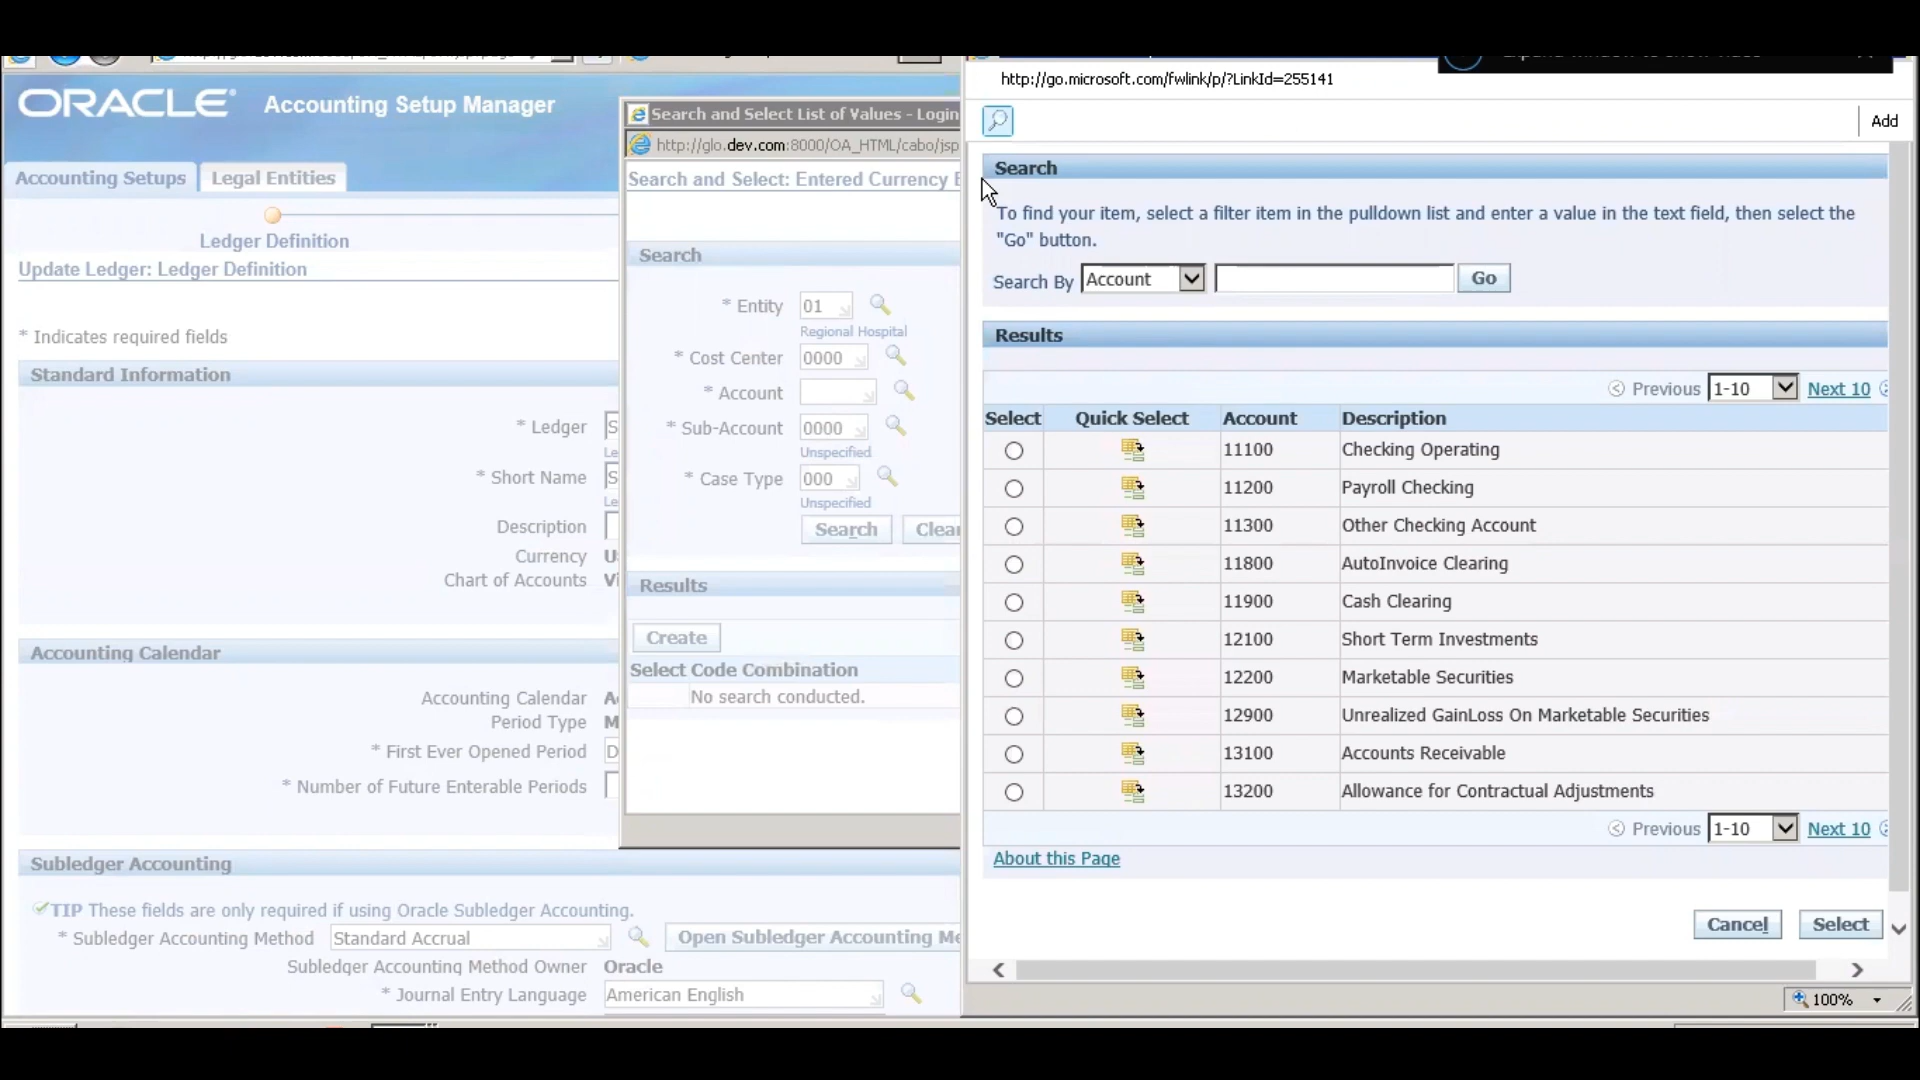 ORACLE® Accounting Setup Manager
Accounting Setups Legal Entities
Ledger Definition
Update Ledger: Ledger Definition
* Indicates required fields
Standard Information
* Ledger
* Short Name
Description
Currency
Chart of Accounts
Accounting Calendar
Accounting Calendar
Period Type
* First Ever Opened Period
* Number of Future Enterable Periods
Subledger Accounting
TIP These fields are only required if using Oracle Subledger Accounting.
* Subledger Accounting Method Standard Accrual Open Subledger Accounting Me
Subledger Accounting Method Owner Oracle
* Journal Entry Language American English
Search and Select List of Values - Login
http://glo.dev.com:8000/OA_HTML/cabo/jsp
Search and Select: Entered Currency
Search
* Entity 01
Regional Hospital
* Cost Center 0000
* Account
* Sub-Account 0000
Unspecified
* Case Type 000
Unspecified
Search Clear
Results
Create
Select Code Combination
No search conducted.
http://go.microsoft.com/fwlink/p/?LinkId=255141
Add
Search
To find your item, select a filter item in the pulldown list and enter a value in the text field, then select the
"Go" button.
Search By Account Go
Results
Previous 1-10 Next 10
Select Quick Select Account Description
11100 Checking Operating
11200 Payroll Checking
11300 Other Checking Account
11800 AutoInvoice Clearing
11900 Cash Clearing
12100 Short Term Investments
12200 Marketable Securities
12900 Unrealized GainLoss On Marketable Securities
13100 Accounts Receivable
13200 Allowance for Contractual Adjustments
Previous 1-10 Next 10
About this Page
Cancel Select
100%